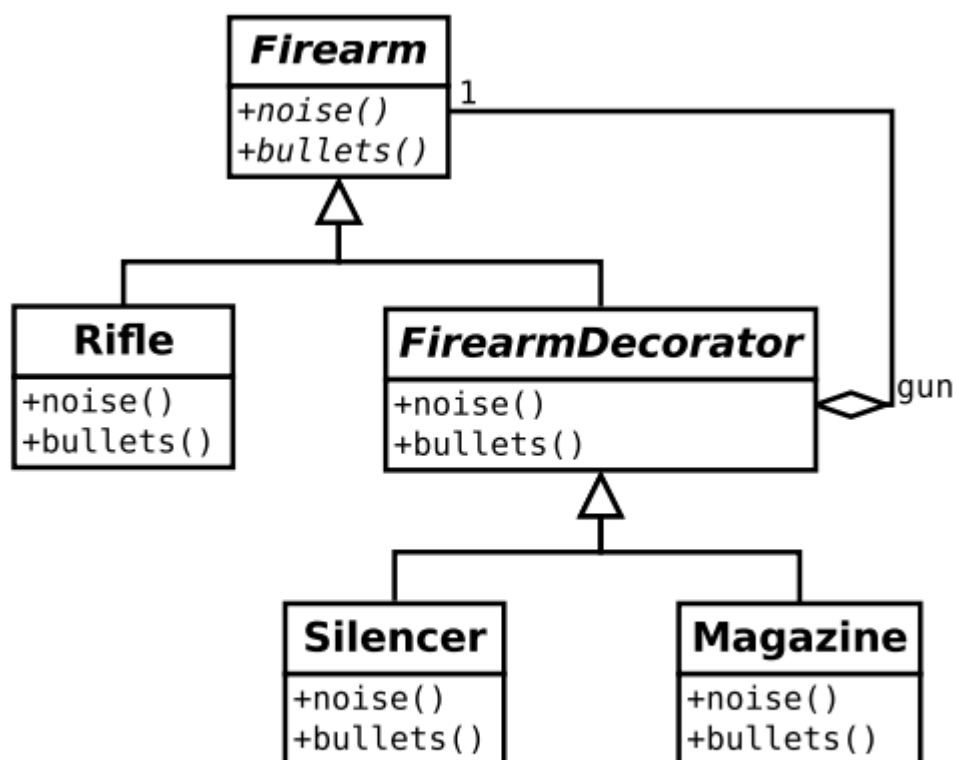 Firearm
+noise()
+bullets()
1
Rifle
+noise()
+bullets()
FirearmDecorator
+noise()
+bullets()
gun
Silencer
+noise()
+bullets()
Magazine
+noise()
+bullets()